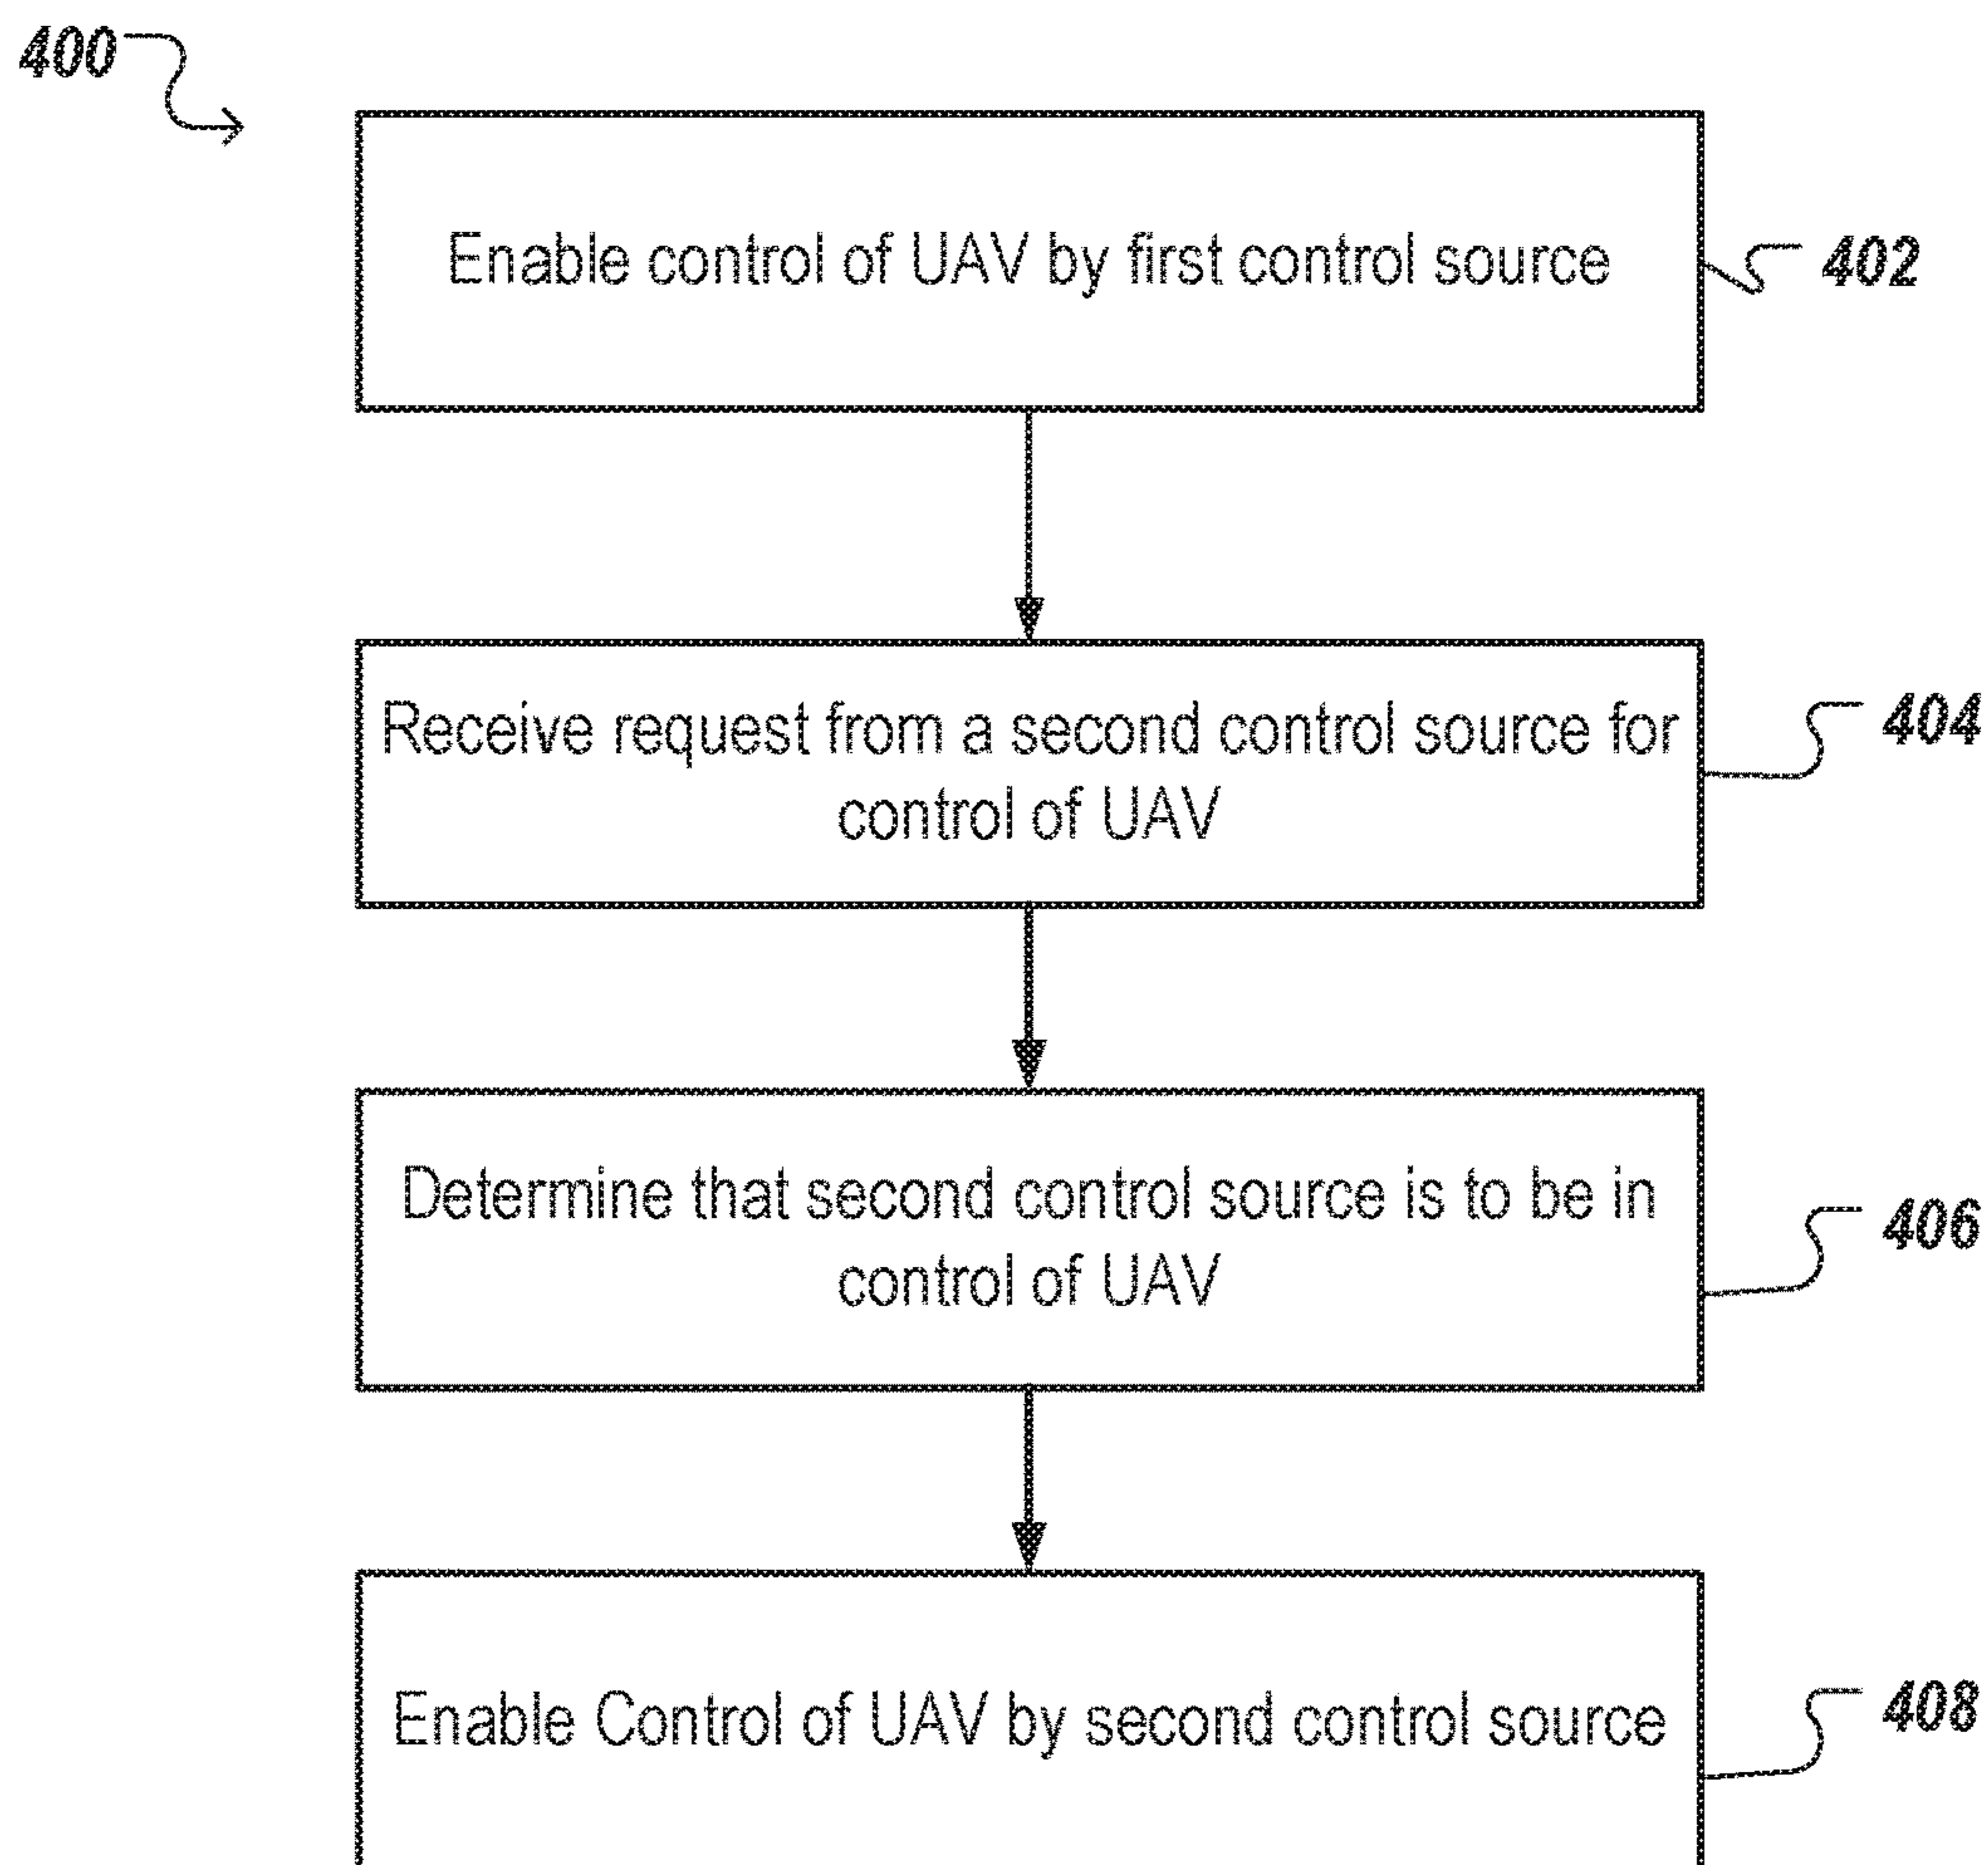 400
Enable control of UAV by first control source
402
Receive request from a second control source for
control of UAV
404
Determine that second control source is to be in
control of UAV
406
Enable Control of UAV by second control source
408